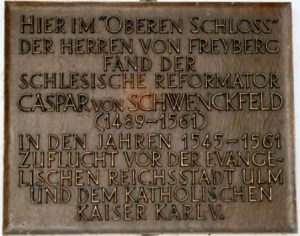 HIER IM "OBEREN SCHLOSS"
DER HERREN VON FREYBERG
FAND DER
SCHLESISCHE REFORMATOR
CASPAR VON SCHWENCKFELD
(1489-1561)
IN DEN JAHREN 1545-1561
ZUFLUCHT VOR DER EVANGE-
LISCHEN REICHSSTADT ULM
UND DEM KATHOLISCHEN
KAISER KARL V.